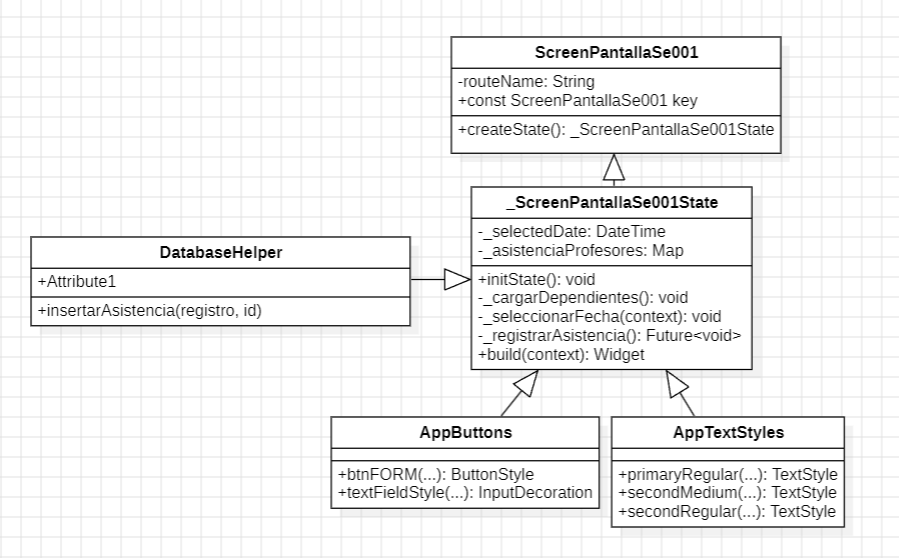 ScreenPantallaSe001
-routeName: String
+const ScreenPantallaSe001 key
+createState(): _ScreenPantallaSe001State
_ScreenPantallaSe001State
-_selectedDate: DateTime
-_asistenciaProfesores: Map
+initState(): void
-_cargarDependientes(): void
-_seleccionarFecha(context): void
-_registrarAsistencia(): Future<void>
+build(context): Widget
DatabaseHelper
+Attribute1
+insertarAsistencia(registro, id)
AppButtons
+btnFORM(...): ButtonStyle
+textFieldStyle(...): InputDecoration
AppTextStyles
+primaryRegular(...): TextStyle
+secondMedium(...): TextStyle
+secondRegular(...): TextStyle